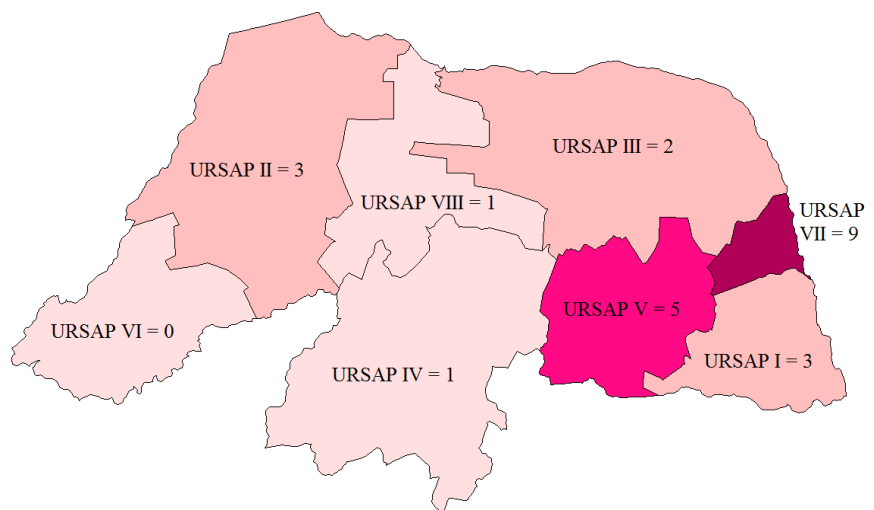 URSAP III = 2
URSAP II = 3
URSAP VIII = 1
URSAP
VII = 9
URSAP V = 5
URSAP VI = 0
URSAP I = 3
URSAP IV = 1